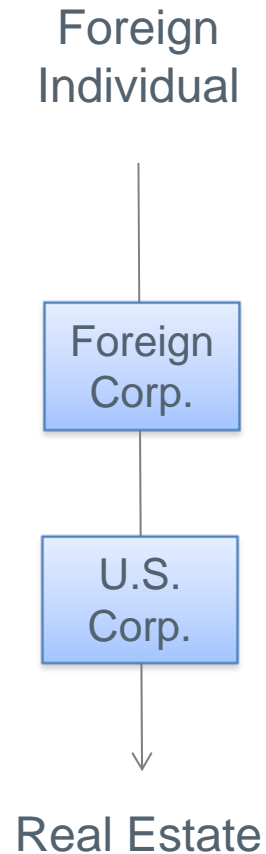 Foreign
Individual
Foreign
Corp.
U.S.
Corp.
Real Estate